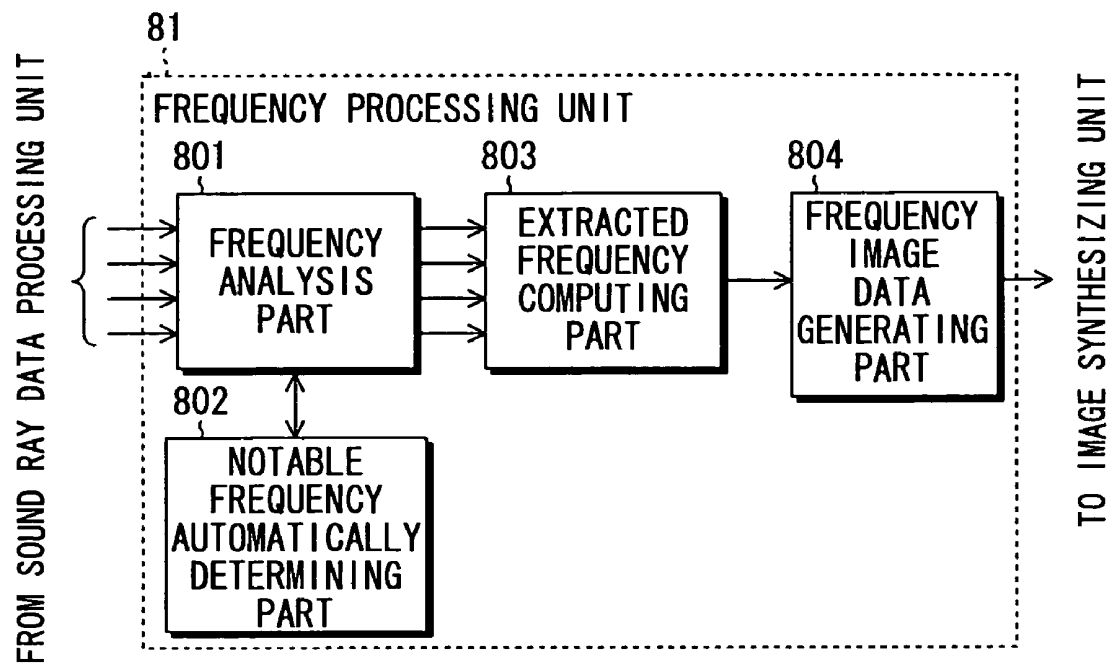 81
FROM SOUND RAY DATA PROCESSING UNIT
FREQUENCY PROCESSING UNIT
801
FREQUENCY
ANALYSIS
PART
803
EXTRACTED
FREQUENCY
COMPUTING
PART
804
FREQUENCY
IMAGE
DATA
GENERATING
PART
802
NOTABLE
FREQUENCY
AUTOMATICALLY
DETERMINING
PART
TO IMAGE SYNTHESIZING UNIT